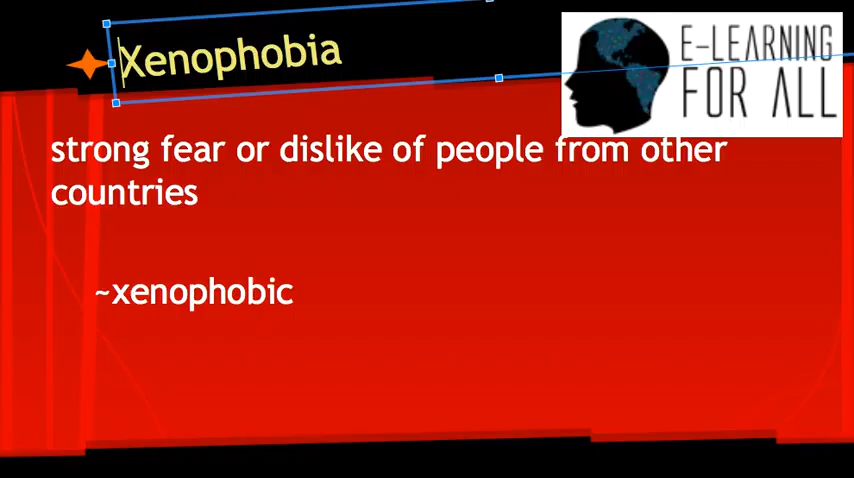 Xenophobia
E-LEARNING
FOR ALL
strong fear or dislike of people from other
countries
~xenophobic